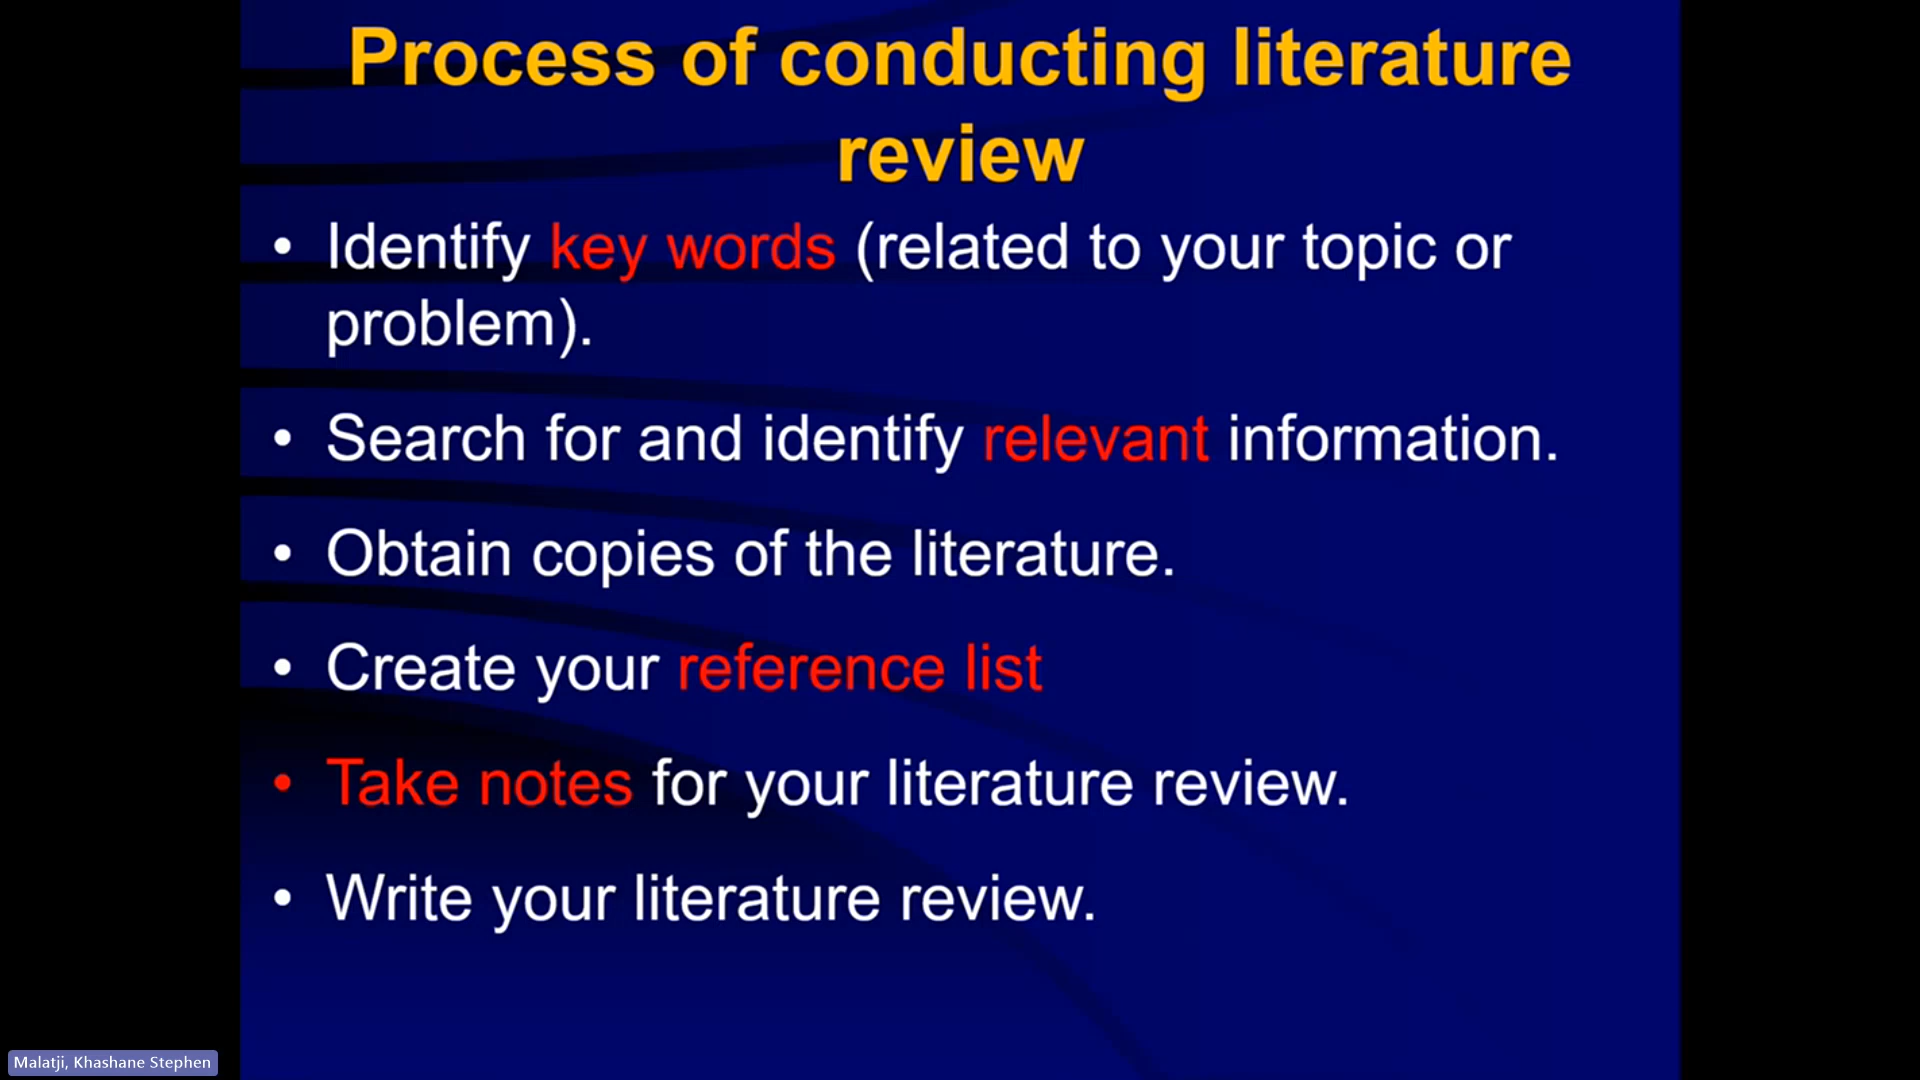 Process of conducting literature
review
• Identify key words (related to your topic or
problem).
• Search for and identify relevant information.
• Obtain copies of the literature.
• Create your reference list
• Take notes for your literature review.
• Write your literature review.
Malatji, Khashane Stephen